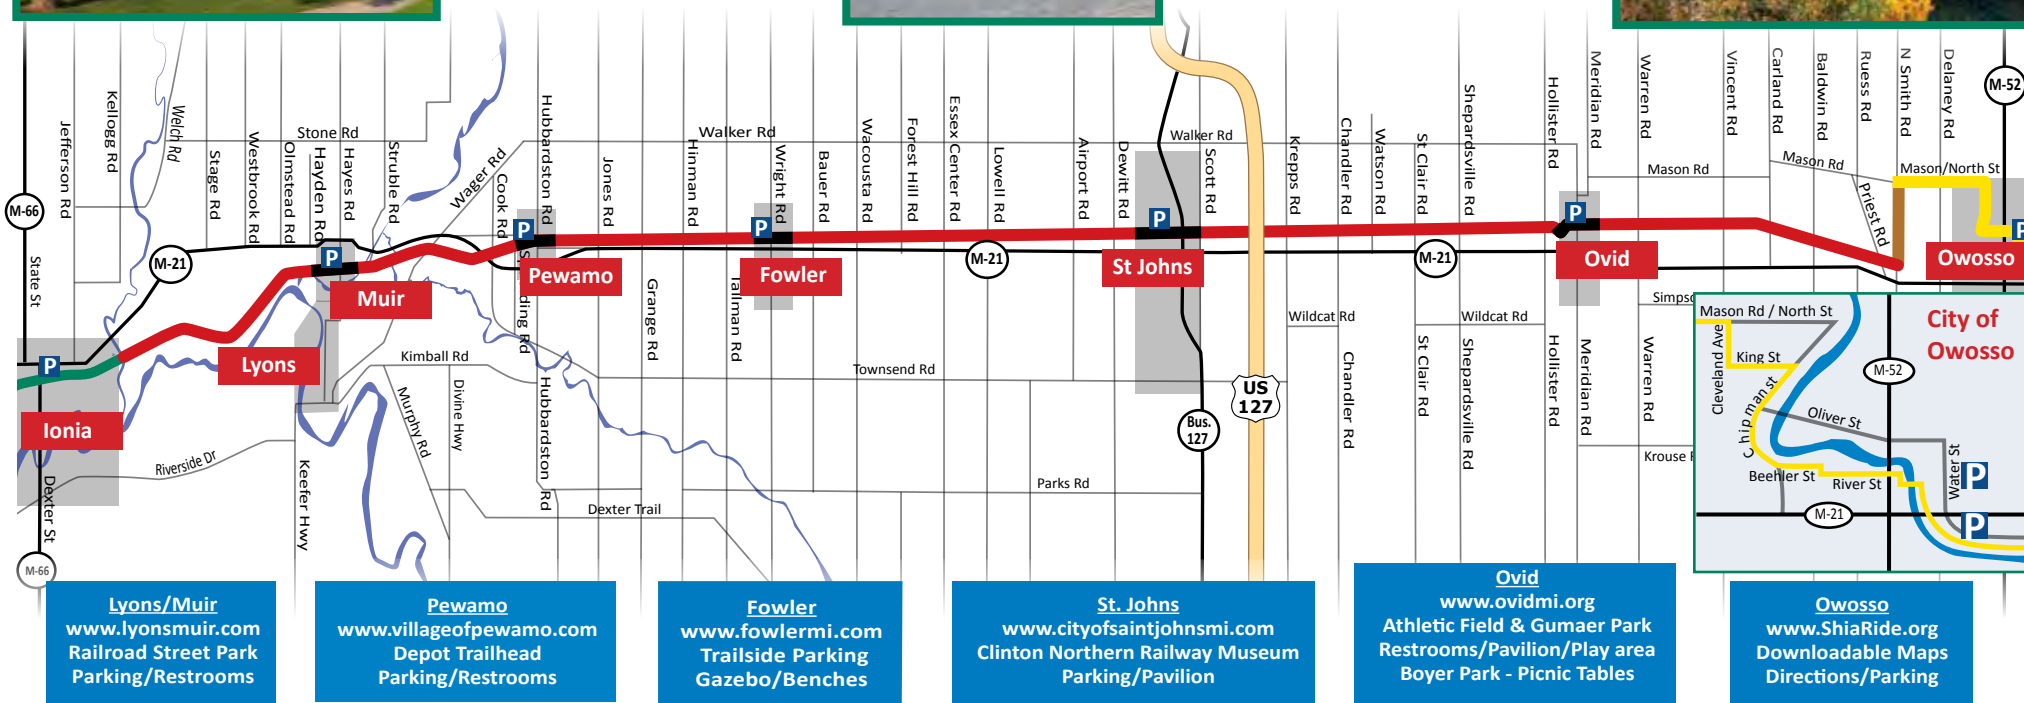 Jefferson Rd
Kellogg Rd
Welch Rd
Stage Rd
Westbrook Rd
Olmstead Rd
Hayden Rd
Hayes Rd
Stone Rd
Struble Rd
Wager Rd
Cook Rd
Hubbardston Rd
Jones Rd
Hinman Rd
Walker Rd
Wright Rd
Bauer Rd
Wacousta Rd
Forest Hill Rd
Essex Center Rd
Lowell Rd
Airport Rd
Dewitt Rd
Walker Rd
Scott Rd
Krepps Rd
Chandler Rd
Watson Rd
St Clair Rd
Shepardsville Rd
Hollister Rd
Meridian Rd
Warren Rd
Mason Rd
Vincent Rd
Carland Rd
Mason Rd
Baldwin Rd
Ruess Rd
Priest Rd
N Smith Rd
Delaney Rd
Mason/North St
M-52
M-66
State St
M-21
P
P
P
P
P
P
P
M-21
M-21
Ionia
Lyons
Muir
Pewamo
Fowler
St Johns
Ovid
Owosso
Dexter St
M-66
Riverside Dr
Keefer Hwy
Kimball Rd
Murphy Rd
Divine Hwy
Hubbardston Rd
Dexter Trail
Grange Rd
Tallman Rd
Townsend Rd
Parks Rd
Bus.
127
US
127
Wildcat Rd
Chandler Rd
Wildcat Rd
St Clair Rd
Shepardsville Rd
Hollister Rd
Meridian Rd
Warren Rd
Mason Rd / North St
City of
Owosso
Cleveland Ave
King St
M-52
Chipman st
Oliver St
Beehler St
River St
Water St
P
P
M-21
Lyons/Muir
www.lyonsmuir.com
Railroad Street Park
Parking/Restrooms
Pewamo
www.villageofpewamo.com
Depot Trailhead
Parking/Restrooms
Fowler
www.fowlermi.com
Trailside Parking
Gazebo/Benches
St. Johns
www.cityofsaintjohnsmi.com
Clinton Northern Railway Museum
Parking/Pavilion
Ovid
www.ovidmi.org
Athletic Field & Gumaer Park
Restrooms/Pavilion/Play area
Boyer Park - Picnic Tables
Owosso
www.ShiaRide.org
Downloadable Maps
Directions/Parking